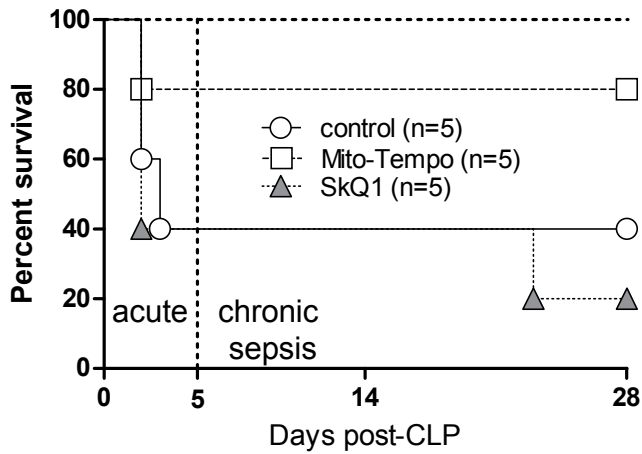 Percent survival
100
80
60
40
20
0
control (n=5)
Mito-Tempo (n=5)
SkQ1 (n=5)
acute
chronic
sepsis
0
5
14
28
Days post-CLP